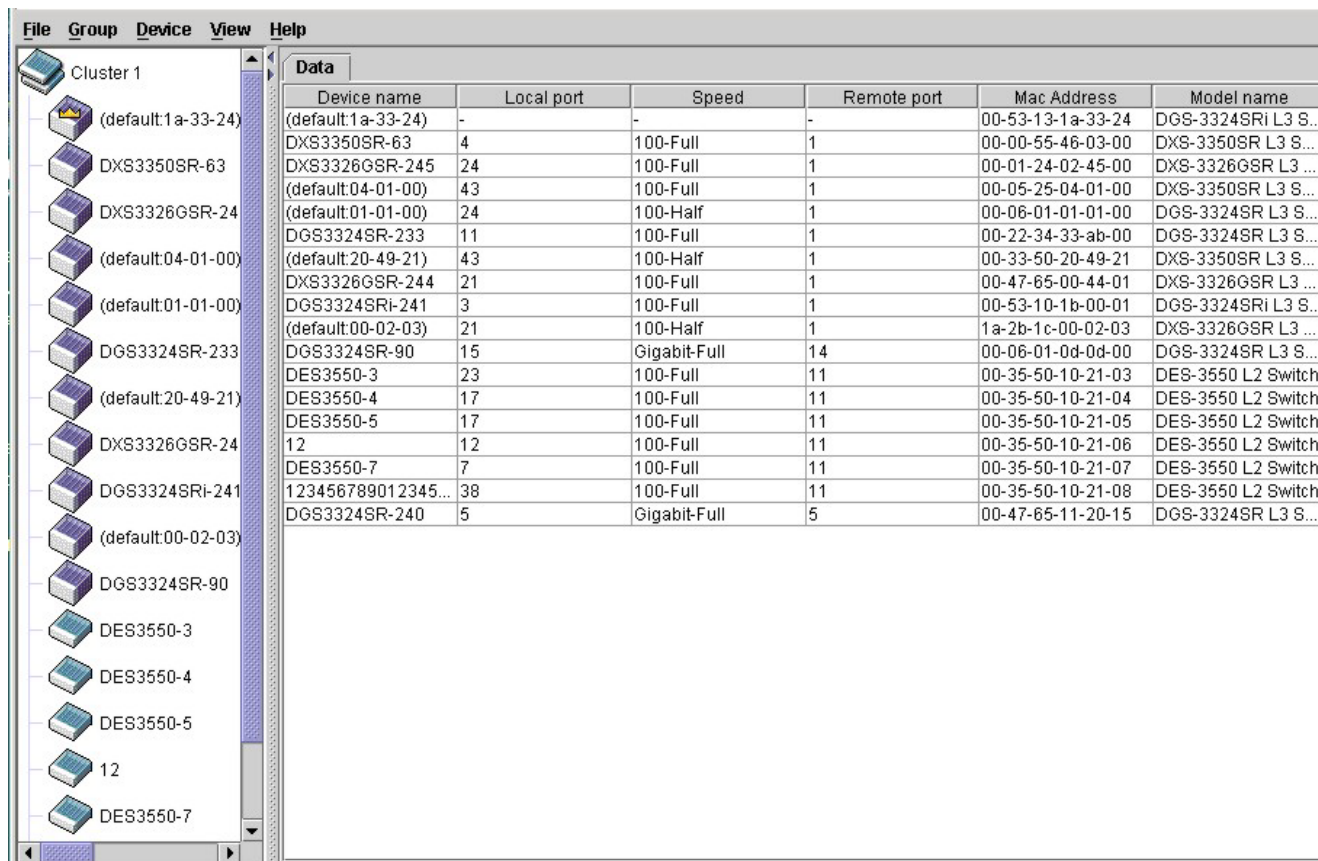 File Group Device View Help
Cluster 1
(default:1a-33-24)
DXS3350SR-63
DXS3326GSR-24
(default:04-01-00)
(default:01-01-00)
DGS3324SR-233
(default:20-49-21)
DXS3326GSR-24
DGS3324SRi-241
(default:00-02-03)
DGS3324SR-90
DES3550-3
DES3550-4
DES3550-5
12
DES3550-7
Data
Device name Local port Speed Remote port Mac Address Model name
(default:1a-33-24) - - - 00-53-13-1a-33-24 DGS-3324SRi L3 S...
DXS3350SR-63 4 100-Full 1 00-00-55-46-03-00 DXS-3350SR L3 S...
DXS3326GSR-245 24 100-Full 1 00-01-24-02-45-00 DXS-3326GSR L3 ...
(default:04-01-00) 43 100-Full 1 00-05-25-04-01-00 DXS-3350SR L3 S...
(default:01-01-00) 24 100-Half 1 00-06-01-01-01-00 DGS-3324SR L3 S...
DGS3324SR-233 11 100-Full 1 00-22-34-33-ab-00 DGS-3324SR L3 S...
(default:20-49-21) 43 100-Half 1 00-33-50-20-49-21 DXS-3350SR L3 S...
DXS3326GSR-244 21 100-Full 1 00-47-65-00-44-01 DXS-3326GSR L3 ...
DGS3324SRi-241 3 100-Full 1 00-53-10-1b-00-01 DGS-3324SRi L3 S...
(default:00-02-03) 21 100-Half 1 1a-2b-1c-00-02-03 DXS-3326GSR L3 ...
DGS3324SR-90 15 Gigabit-Full 14 00-06-01-0d-0d-00 DGS-3324SR L3 S...
DES3550-3 23 100-Full 11 00-35-50-10-21-03 DES-3550 L2 Switch
DES3550-4 17 100-Full 11 00-35-50-10-21-04 DES-3550 L2 Switch
DES3550-5 17 100-Full 11 00-35-50-10-21-05 DES-3550 L2 Switch
12 12 100-Full 11 00-35-50-10-21-06 DES-3550 L2 Switch
DES3550-7 7 100-Full 11 00-35-50-10-21-07 DES-3550 L2 Switch
123456789012345... 38 100-Full 11 00-35-50-10-21-08 DES-3550 L2 Switch
DGS3324SR-240 5 Gigabit-Full 5 00-47-65-11-20-15 DGS-3324SR L3 S...